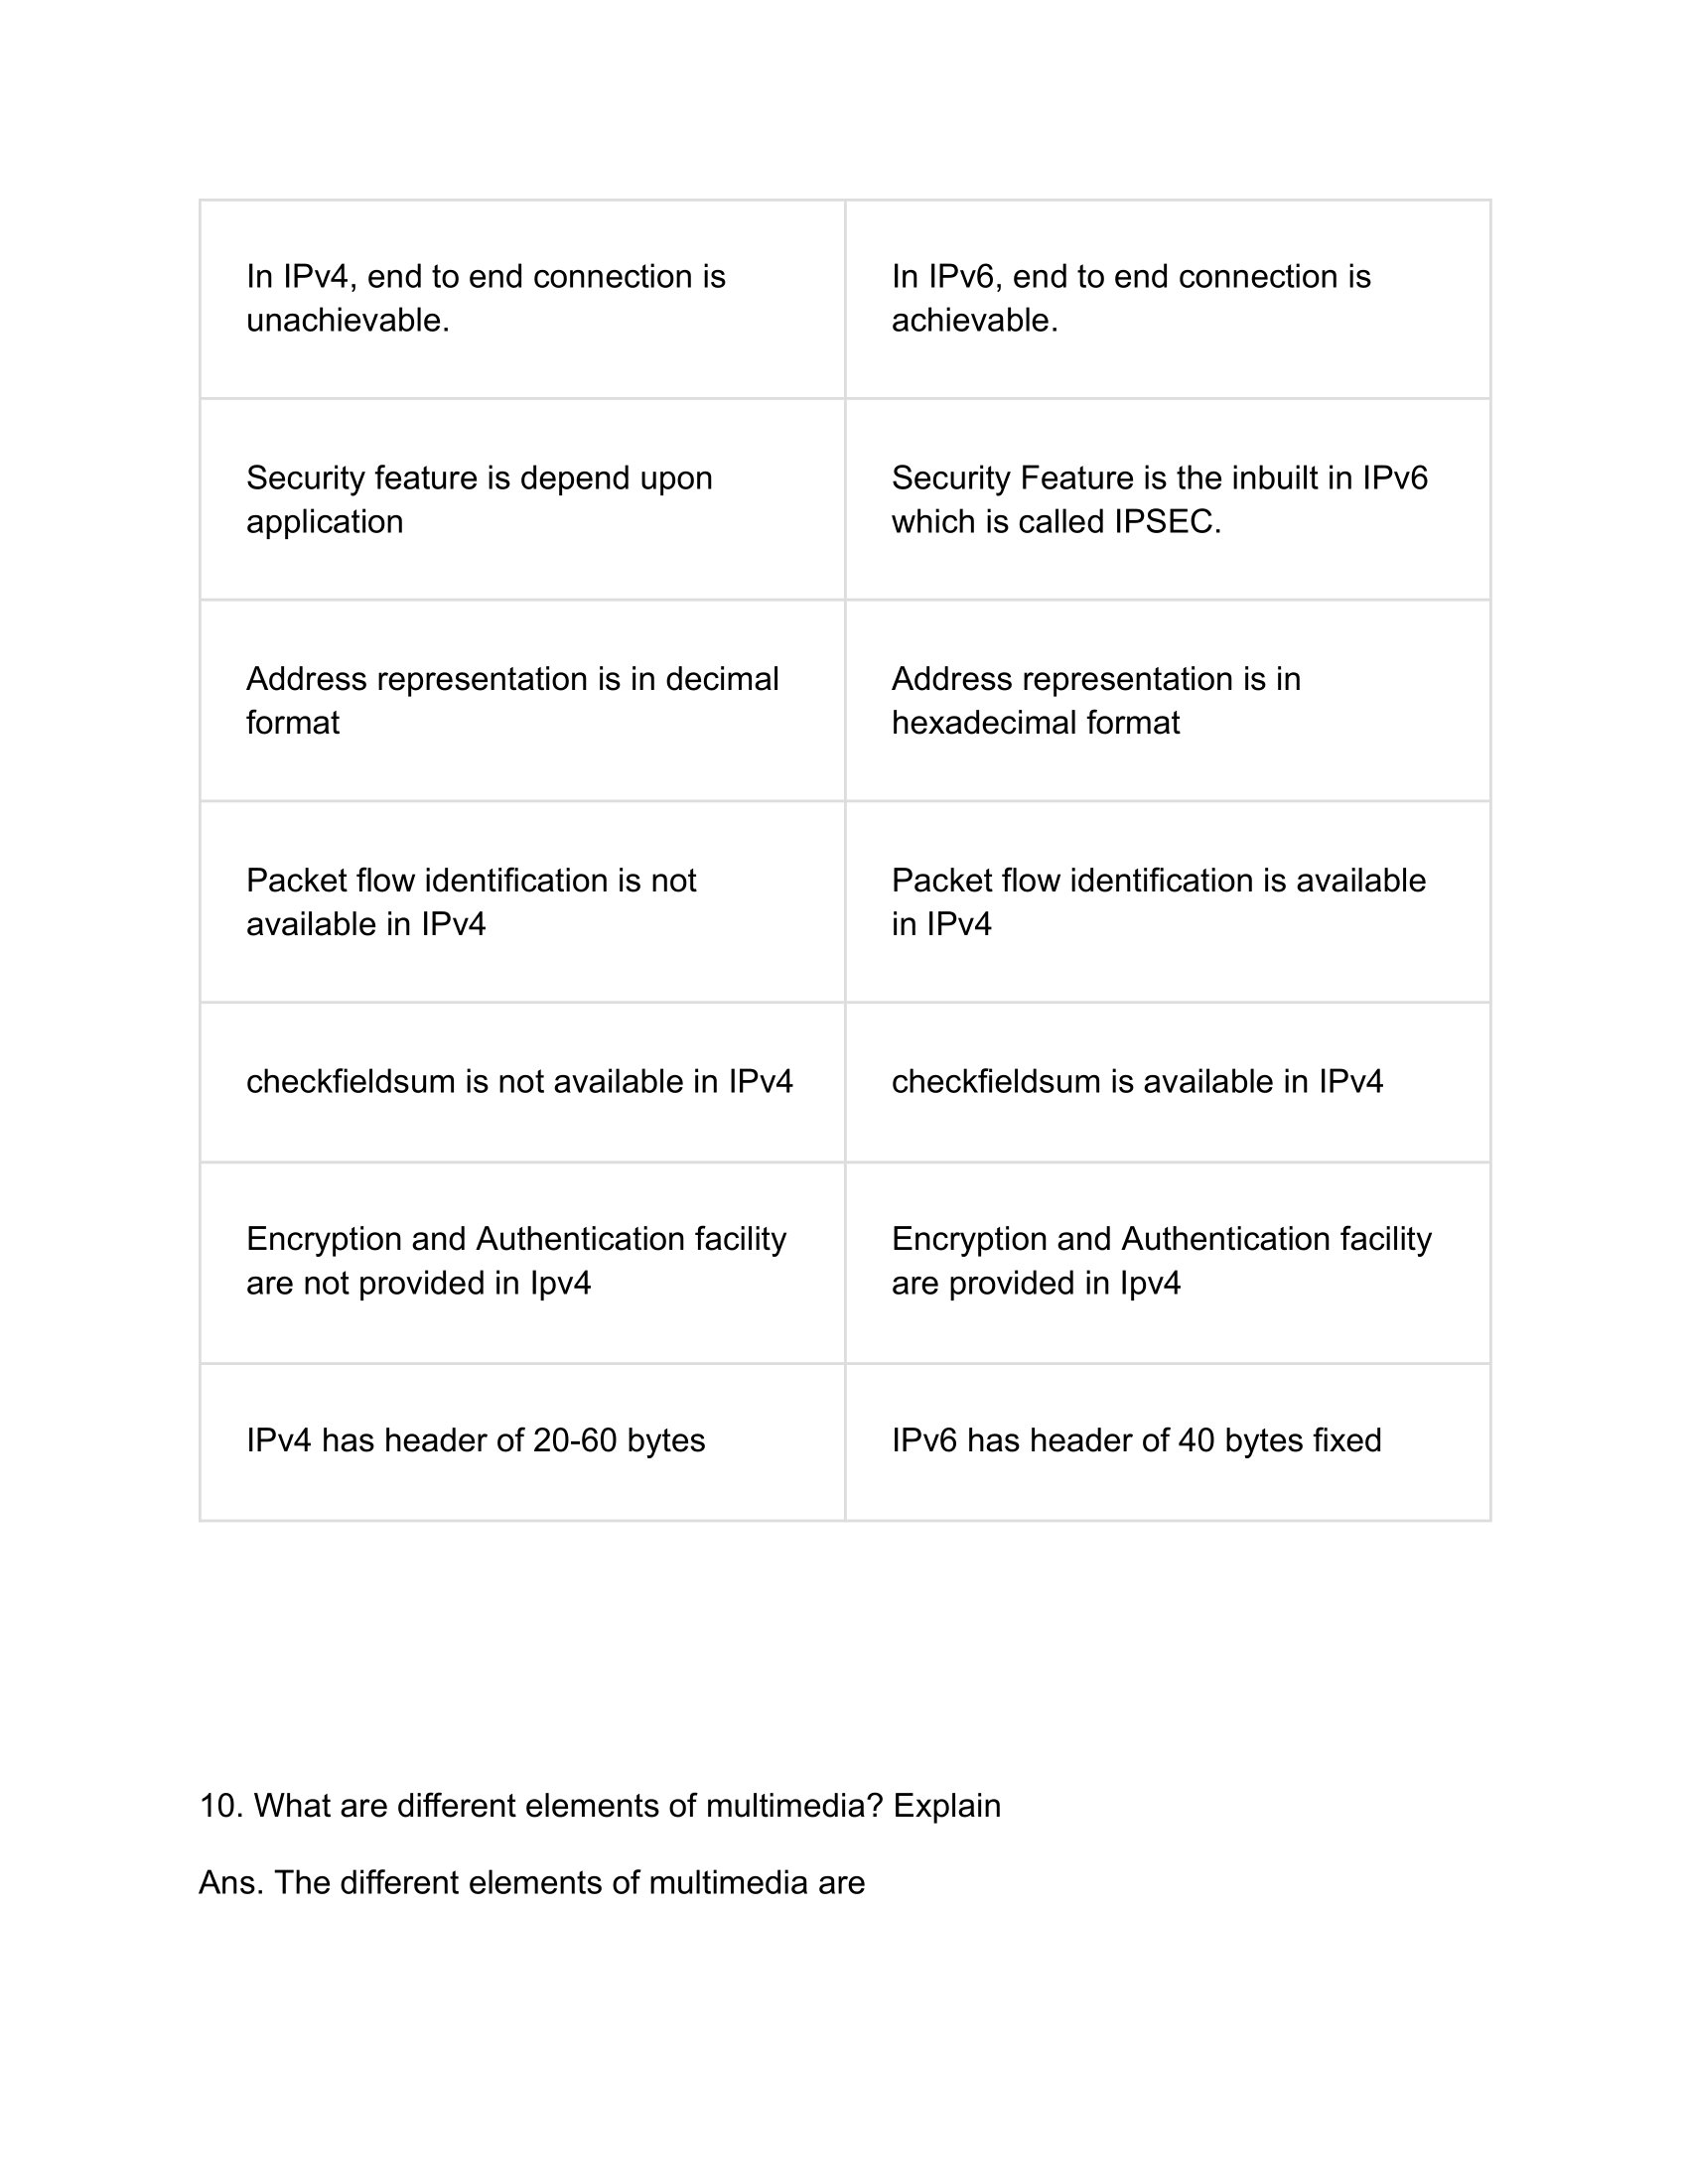 In IPv4, end to end connection is
unachievable.
In IPv6, end to end connection is
achievable.
Security feature is depend upon
application
Security Feature is the inbuilt in IPv6
which is called IPSEC.
Address representation is in decimal
format
Address representation is in
hexadecimal format
Packet flow identification is not
available in IPv4
Packet flow identification is available
in IPv4
checkfieldsum is not available in IPv4
checkfieldsum is available in IPv4
Encryption and Authentication facility
are not provided in Ipv4
Encryption and Authentication facility
are provided in Ipv4
IPv4 has header of 20-60 bytes
IPv6 has header of 40 bytes fixed
10. What are different elements of multimedia? Explain
Ans. The different elements of multimedia are